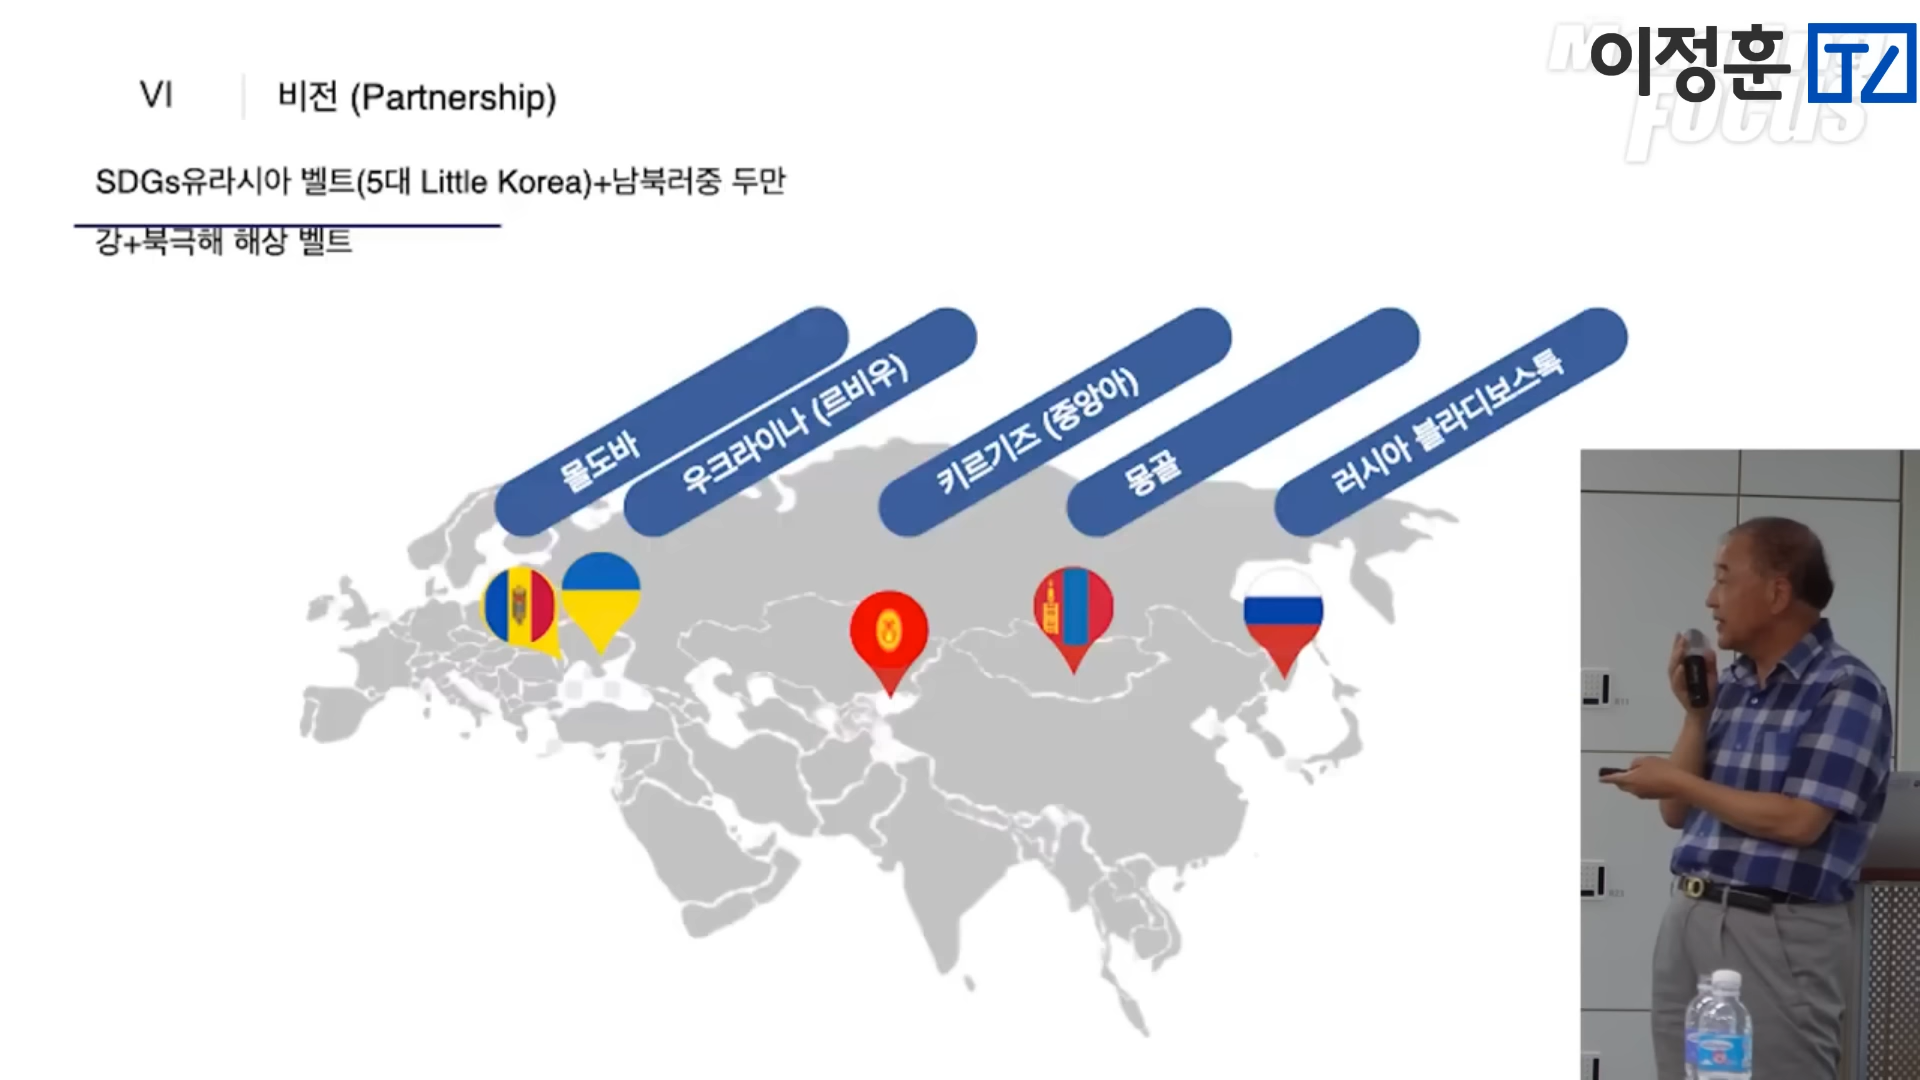 이정훈 TV
Focus
VI 비전 (Partnership)
SDGs유라시아 벨트(5대 Little Korea)+남북러중 두만
강+북극해 해상 벨트
몰도바
우크라이나 (르비우)
키르기즈 (중앙아)
몽골
러시아 블라디보스톡